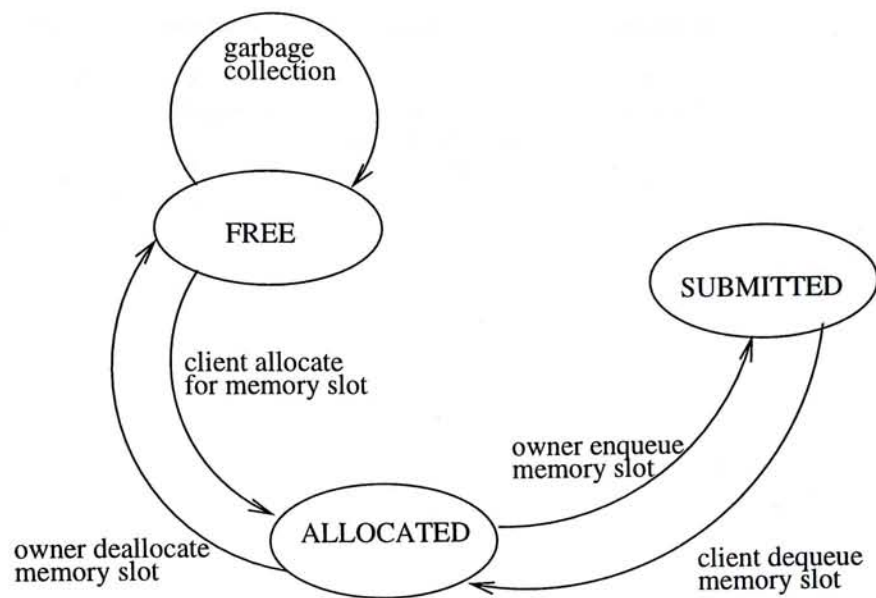 garbage
collection
FREE
SUBMITTED
client allocate
for memory slot
owner enqueue
memory slot
ALLOCATED
owner deallocate
memory slot
client dequeue
memory slot